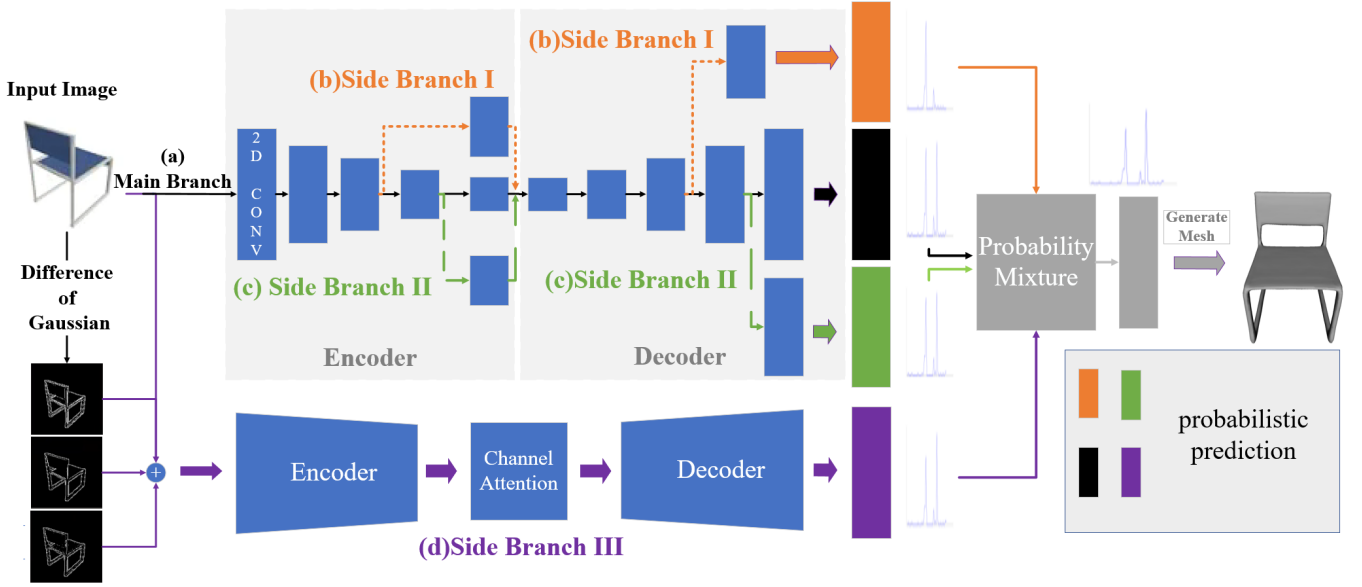 Input Image
(a)
Main Branch
Difference
of
Gaussian
2D CONV
(b)Side Branch I
(c) Side Branch II
Encoder
(b)Side Branch I
(c)Side Branch II
Decoder
Encoder
Channel
Attention
Decoder
(d)Side Branch III
+
Probability
Mixture
Generate
Mesh
probabilistic
prediction